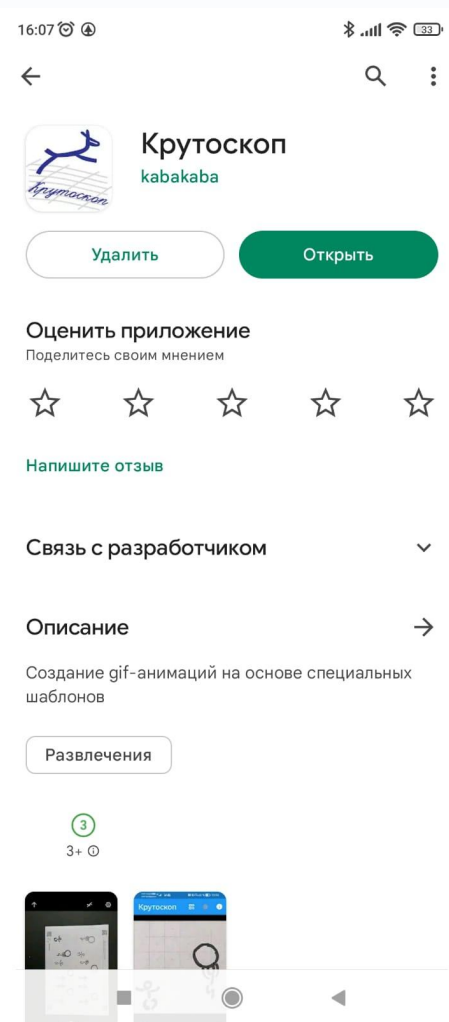 16:07
33
Крутоскоп
Крутоскоп
kabakaba
Удалить
Открыть
Оценить приложение
Поделитесь своим мнением
Напишите отзыв
Связь с разработчиком
Описание
Создание gif-анимаций на основе специальных
шаблонов
Развлечения
3
3+
Крутоскоп